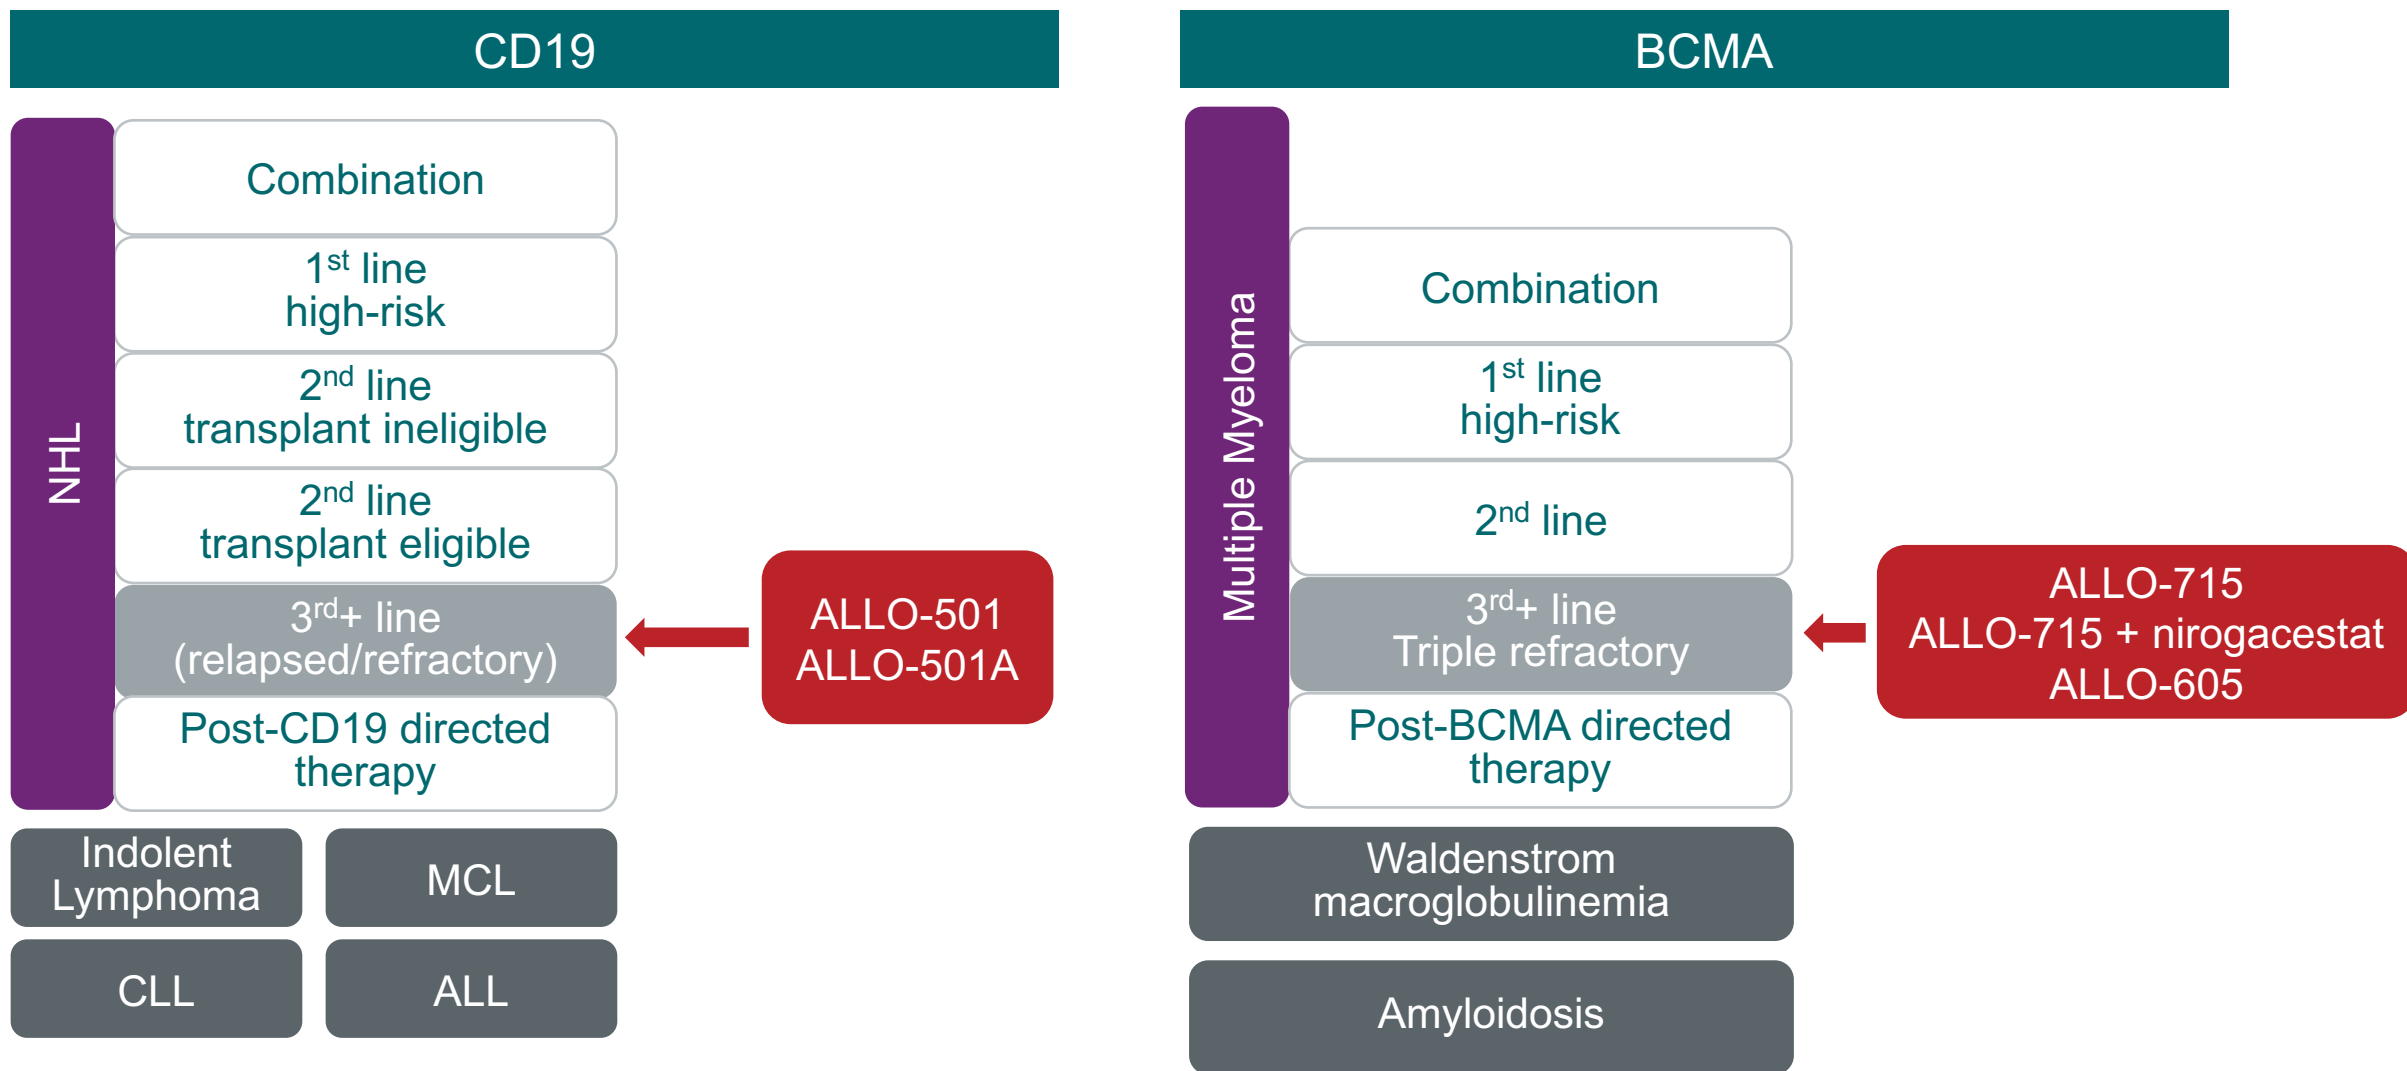 CD19
NHL
Combination
1st line
high-risk
2nd line
transplant ineligible
2nd line
transplant eligible
3rd+ line
(relapsed/refractory)
Post-CD19 directed
therapy
ALLO-501
ALLO-501A
Indolent
Lymphoma
MCL
CLL
ALL
BCMA
Multiple Myeloma
Combination
1st line
high-risk
2nd line
3rd+ line
Triple refractory
Post-BCMA directed
therapy
ALLO-715
ALLO-715 + nirogacestat
ALLO-605
Waldenstrom
macroglobulinemia
Amyloidosis